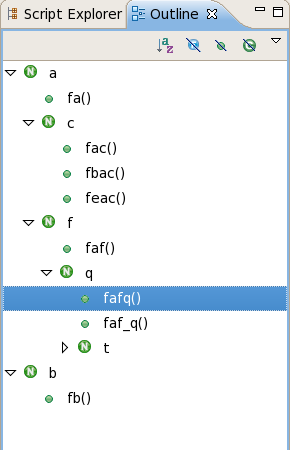 Script Explorer Outline
a
fa()
c
fac()
fbac()
feac()
f
faf()
q
fafq()
faf_q()
t
b
fb()